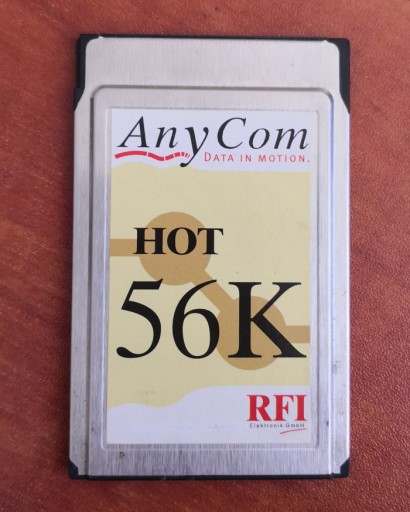 AnyCom
DATA IN MOTION.
HOT
56K
RFI
Elektronik GmbH